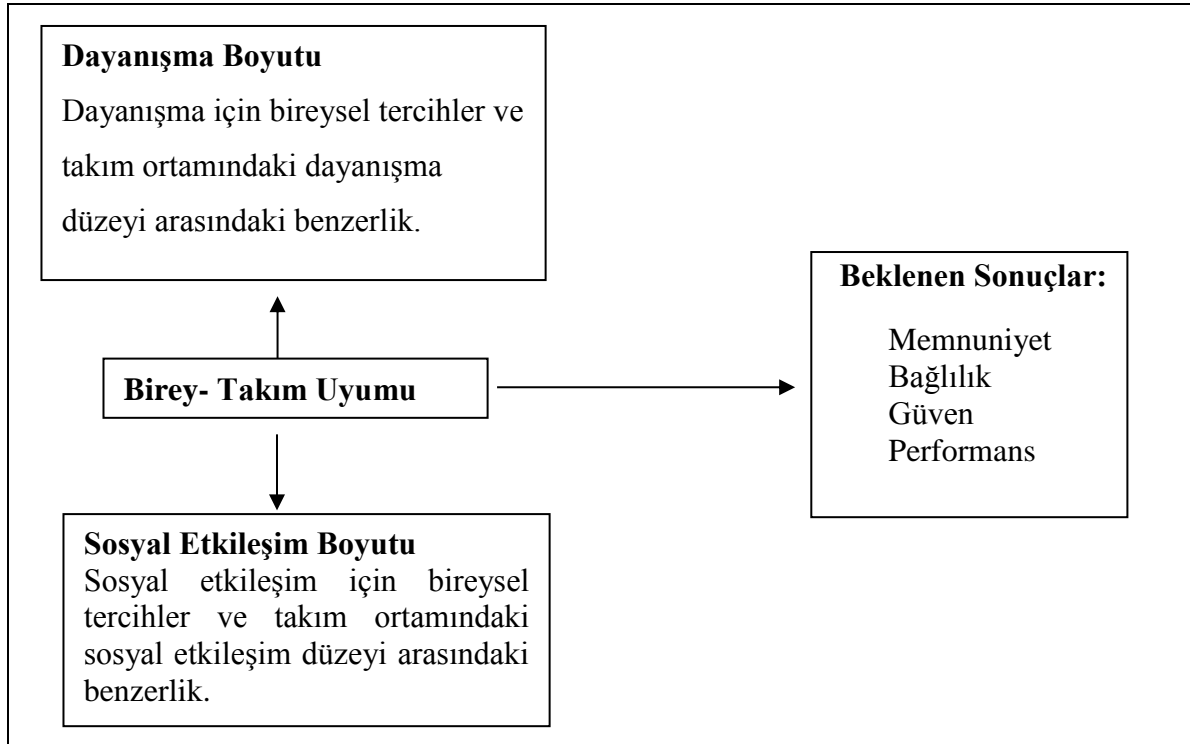 Dayanışma Boyutu
Dayanışma için bireysel tercihler ve
takım ortamındaki dayanışma
düzeyi arasındaki benzerlik.
Beklenen Sonuçlar:
Memnuniyet
Bağlılık
Güven
Performans
Birey- Takım Uyumu
Sosyal Etkileşim Boyutu
Sosyal etkileşim için bireysel
tercihler ve takım ortamındaki
sosyal etkileşim düzeyi arasındaki
benzerlik.